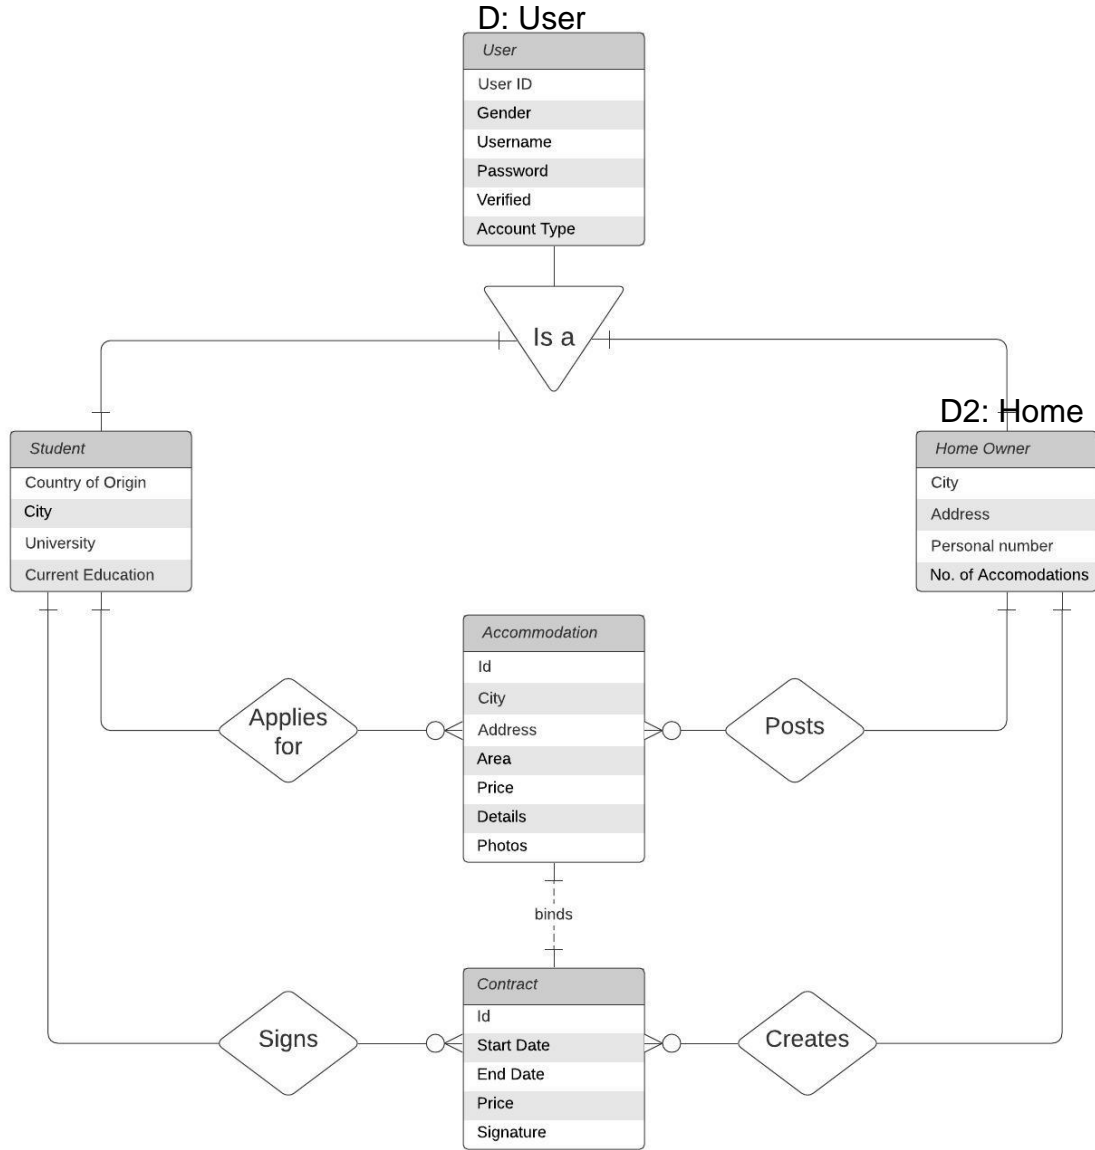 D: User
User
User ID
Gender
Username
Password
Verified
Account Type
Is a
D2: Home
Student
Country of Origin
City
University
Current Education
Home Owner
City
Address
Personal number
No. of Accomodations
Accommodation
Id
City
Address
Area
Price
Details
Photos
Applies
for
Posts
binds
Contract
Id
Start Date
End Date
Price
Signature
Signs
Creates